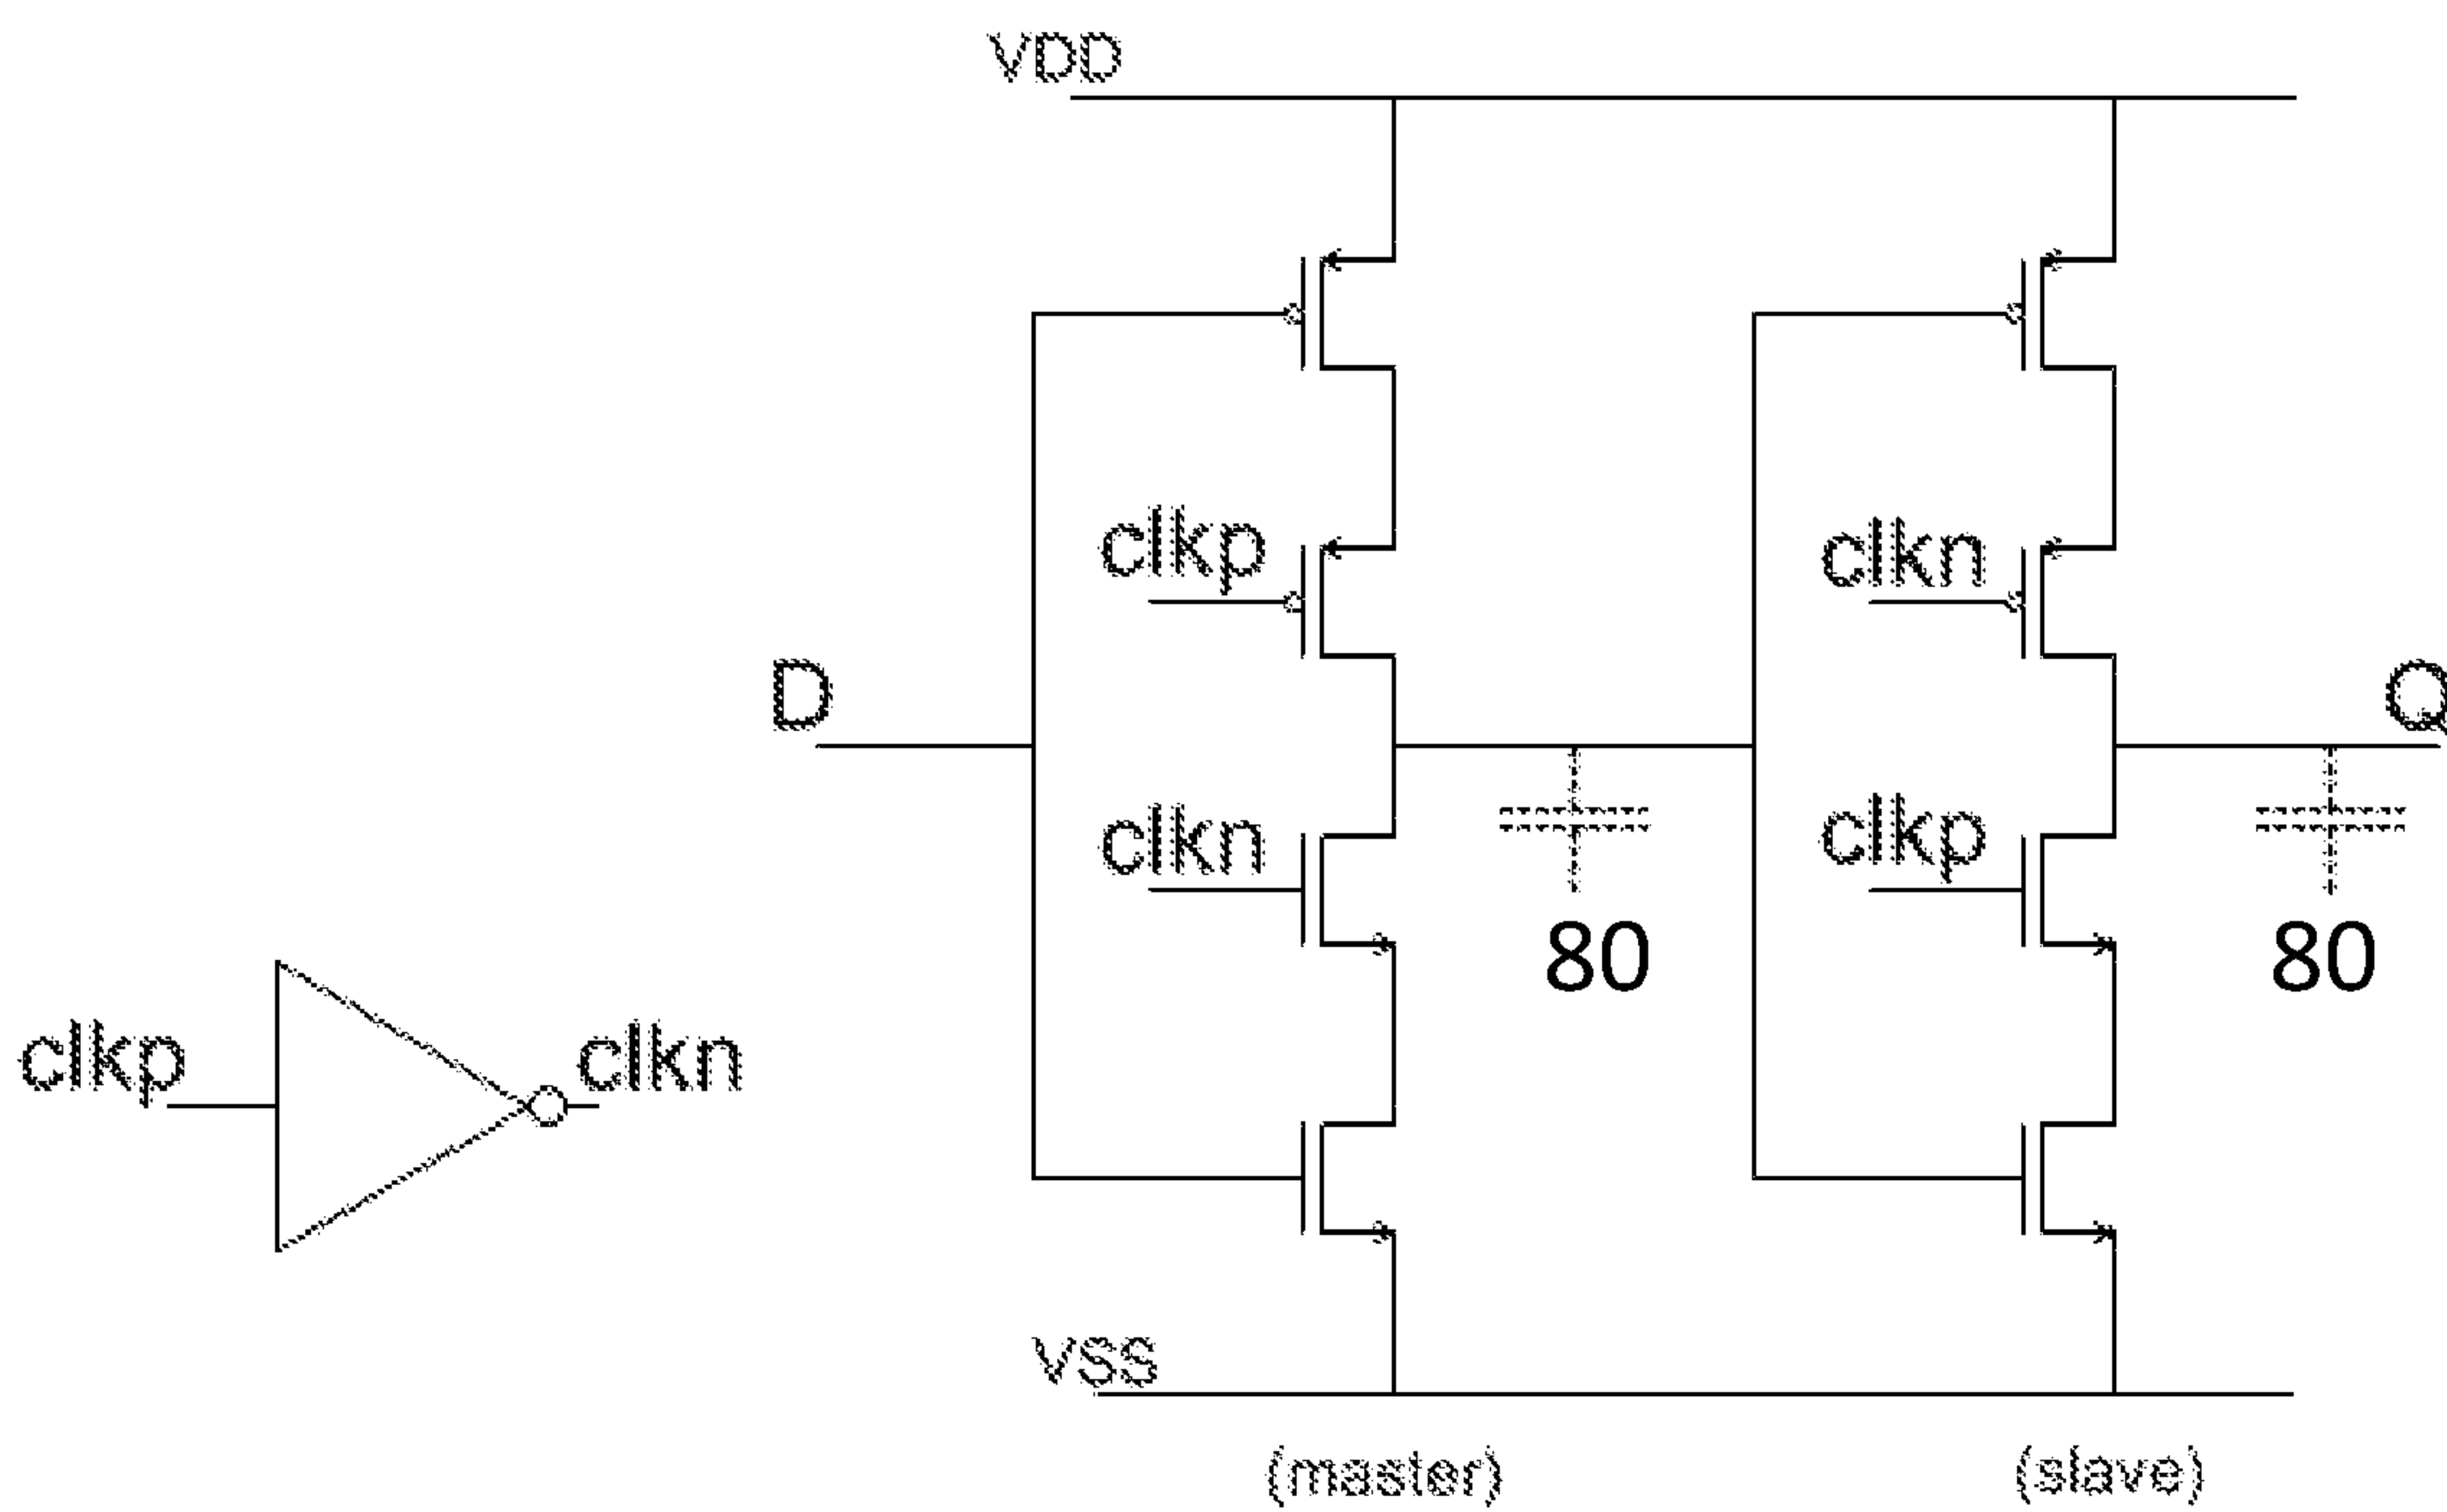 VDD
clkp
clkn
D
Q
clkn
clkp
80
80
clkp
clkn
VSS
(master)
(slave)